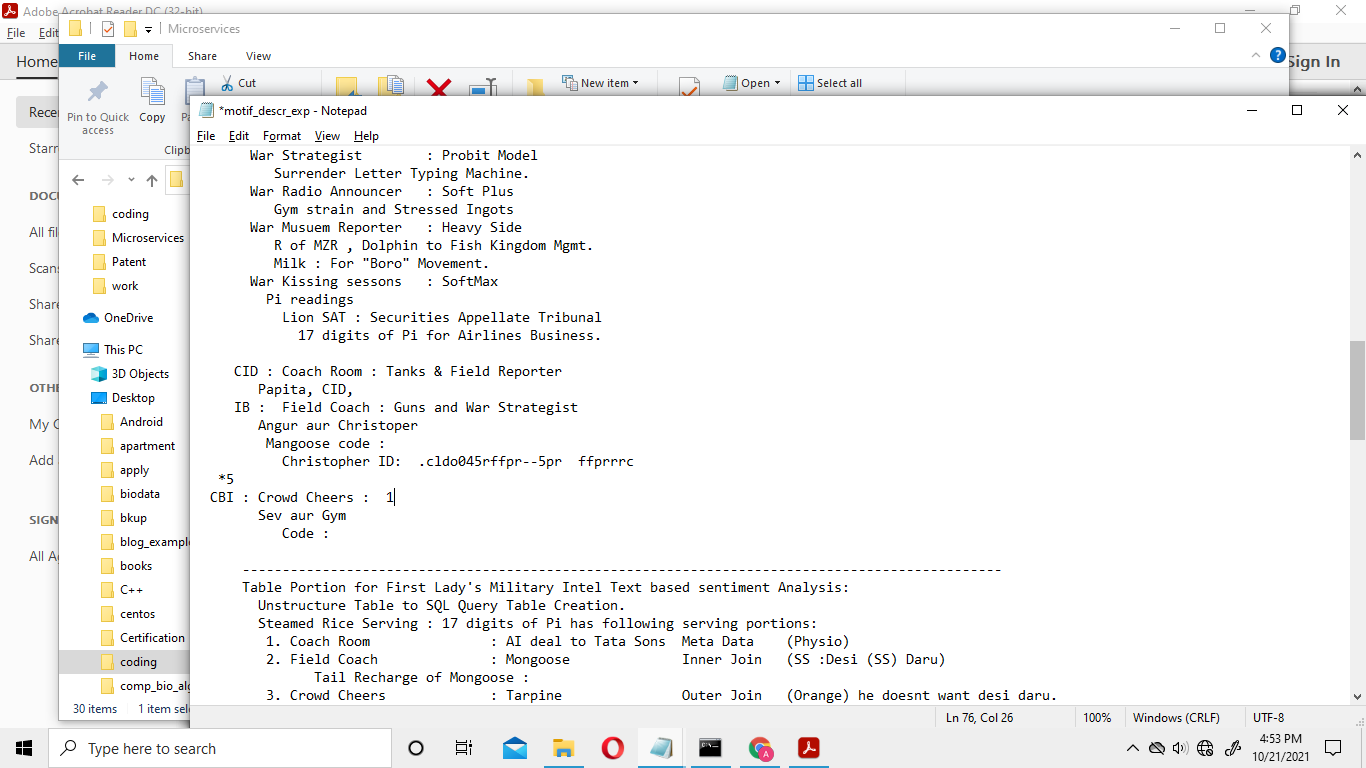 Adobe Acrobat Reader DC (32-bit)
File Edit
Home
Sign In
Microservices
File Home Share View
Pin to Quick access
Copy
Cut
New item
Open
Select all
DOCU
All fil
OTHE
SIGN
coding
Microservices
Patent
work
OneDrive
This PC
3D Objects
Desktop
Android
apartment
apply
biodata
bkup
blog_example
books
C++
centos
Certification
coding
comp_bio_alg
30 items 1 item sel
*motif_descr_exp - Notepad
File Edit Format View Help
War Strategist : Probit Model
Surrender Letter Typing Machine.
War Radio Announcer : Soft Plus
Gym strain and Stressed Ingots
War Musuem Reporter : Heavy Side
R of MZR , Dolphin to Fish Kingdom Mgmt.
Milk : For "Boro" Movement.
War Kissing sessons : SoftMax
Pi readings
Lion SAT : Securities Appellate Tribunal
17 digits of Pi for Airlines Business.
CID : Coach Room : Tanks & Field Reporter
Papita, CID,
IB : Field Coach : Guns and War Strategist
Angur aur Christoper
Mangoose code :
Christopher ID: .cldo045rffpr--5pr ffprrrc
*5
CBI : Crowd Cheers : 1
Sev aur Gym
Code :
----------------------------------------------------------------------------------------------
Table Portion for First Lady's Military Intel Text based sentiment Analysis:
Unstructure Table to SQL Query Table Creation.
Steamed Rice Serving : 17 digits of Pi has following serving portions:
1. Coach Room : AI deal to Tata Sons Meta Data (Physio)
2. Field Coach : Mongoose Inner Join (SS :Desi (SS) Daru)
Tail Recharge of Mongoose :
3. Crowd Cheers : Tarpine Outer Join (Orange) he doesnt want desi daru.
Ln 76, Col 26 100% Windows (CRLF) UTF-8
Type here to search
4:53 PM
10/21/2021